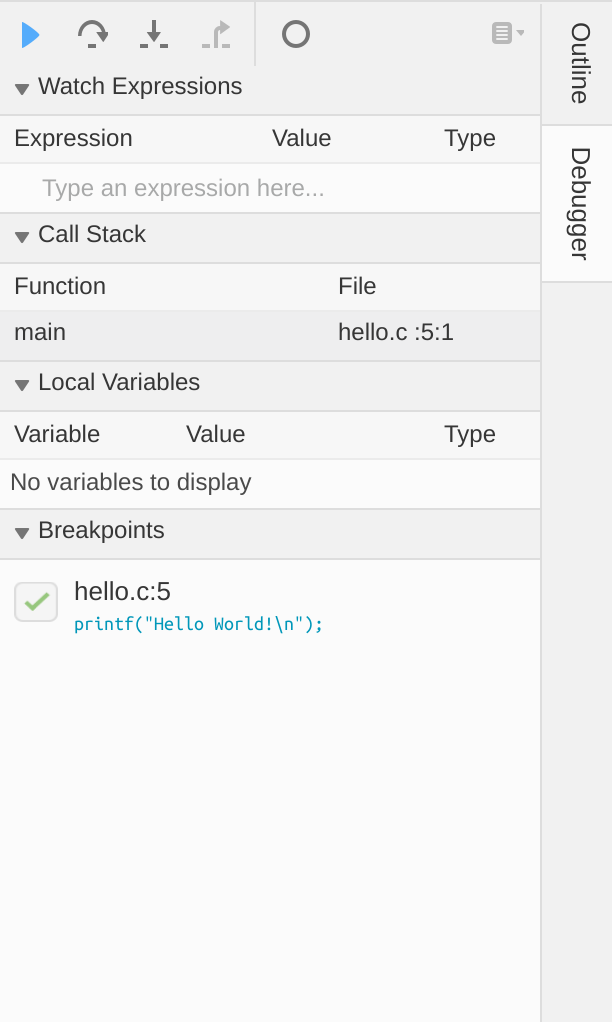 Watch Expressions
Expression Value Type
Type an expression here...
Call Stack
Function File
main hello.c :5:1
Local Variables
Variable Value Type
No variables to display
Breakpoints
hello.c:5
printf("Hello World!\n");
Outline
Debugger